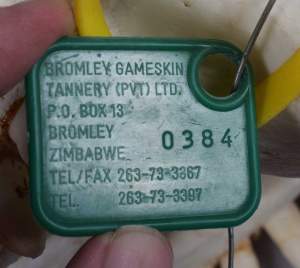 BROMLEY GAMESKIN
TANNERY (PVT) LTD.
P.O. BOX 13
BROMLEY
ZIMBABWE
0384
TEL/FAX 263-73-3367
TEL. 263-73-3397